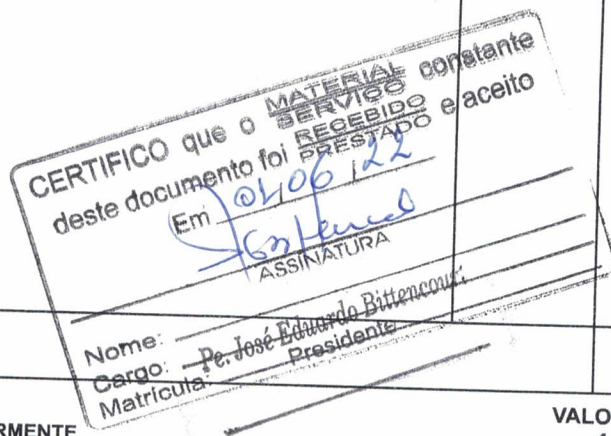 CERTIFICO que o MATERIAL constante
SERVIÇO
deste documento foi RECEBIDO e aceito
PRESTADO
Em 01/06/22
ASSINATURA
Nome:
Cargo: Pe. José Eduardo Bittencourt
Matrícula: Presidente
RMENTE
VALO